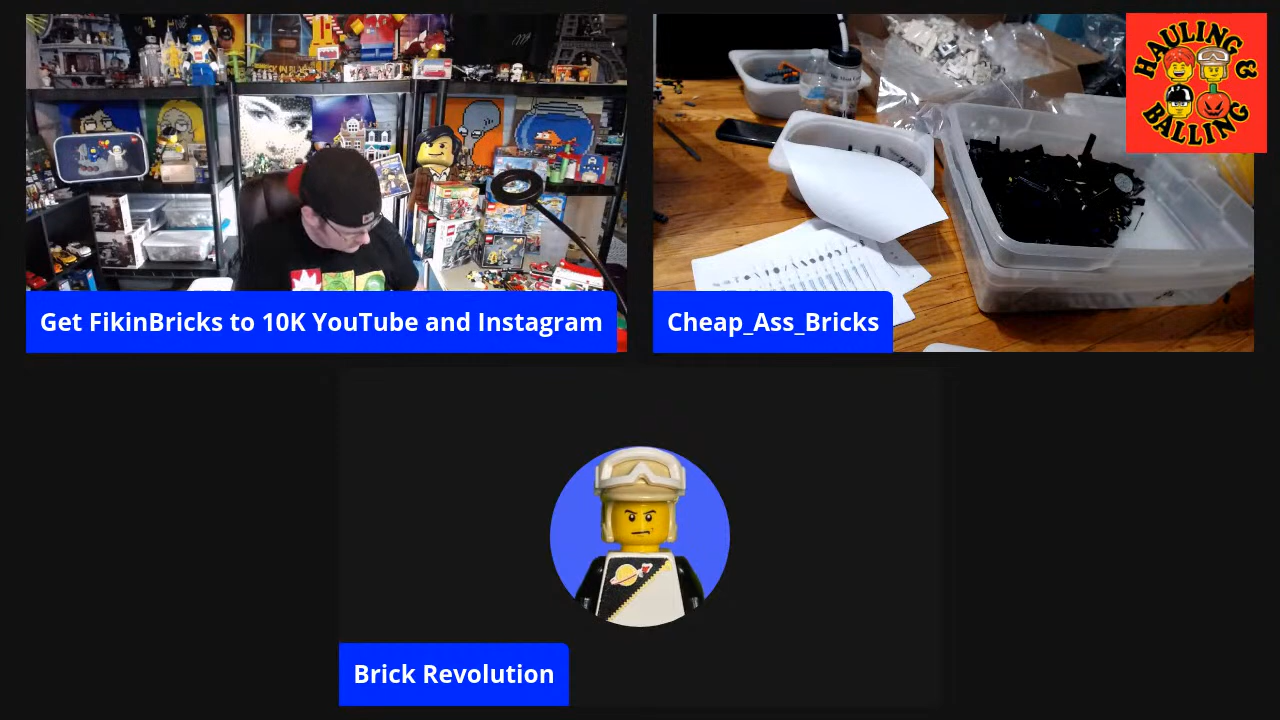 HAULING &
BALLING
Get FikinBricks to 10K YouTube and Instagram
Cheap_Ass_Bricks
Brick Revolution